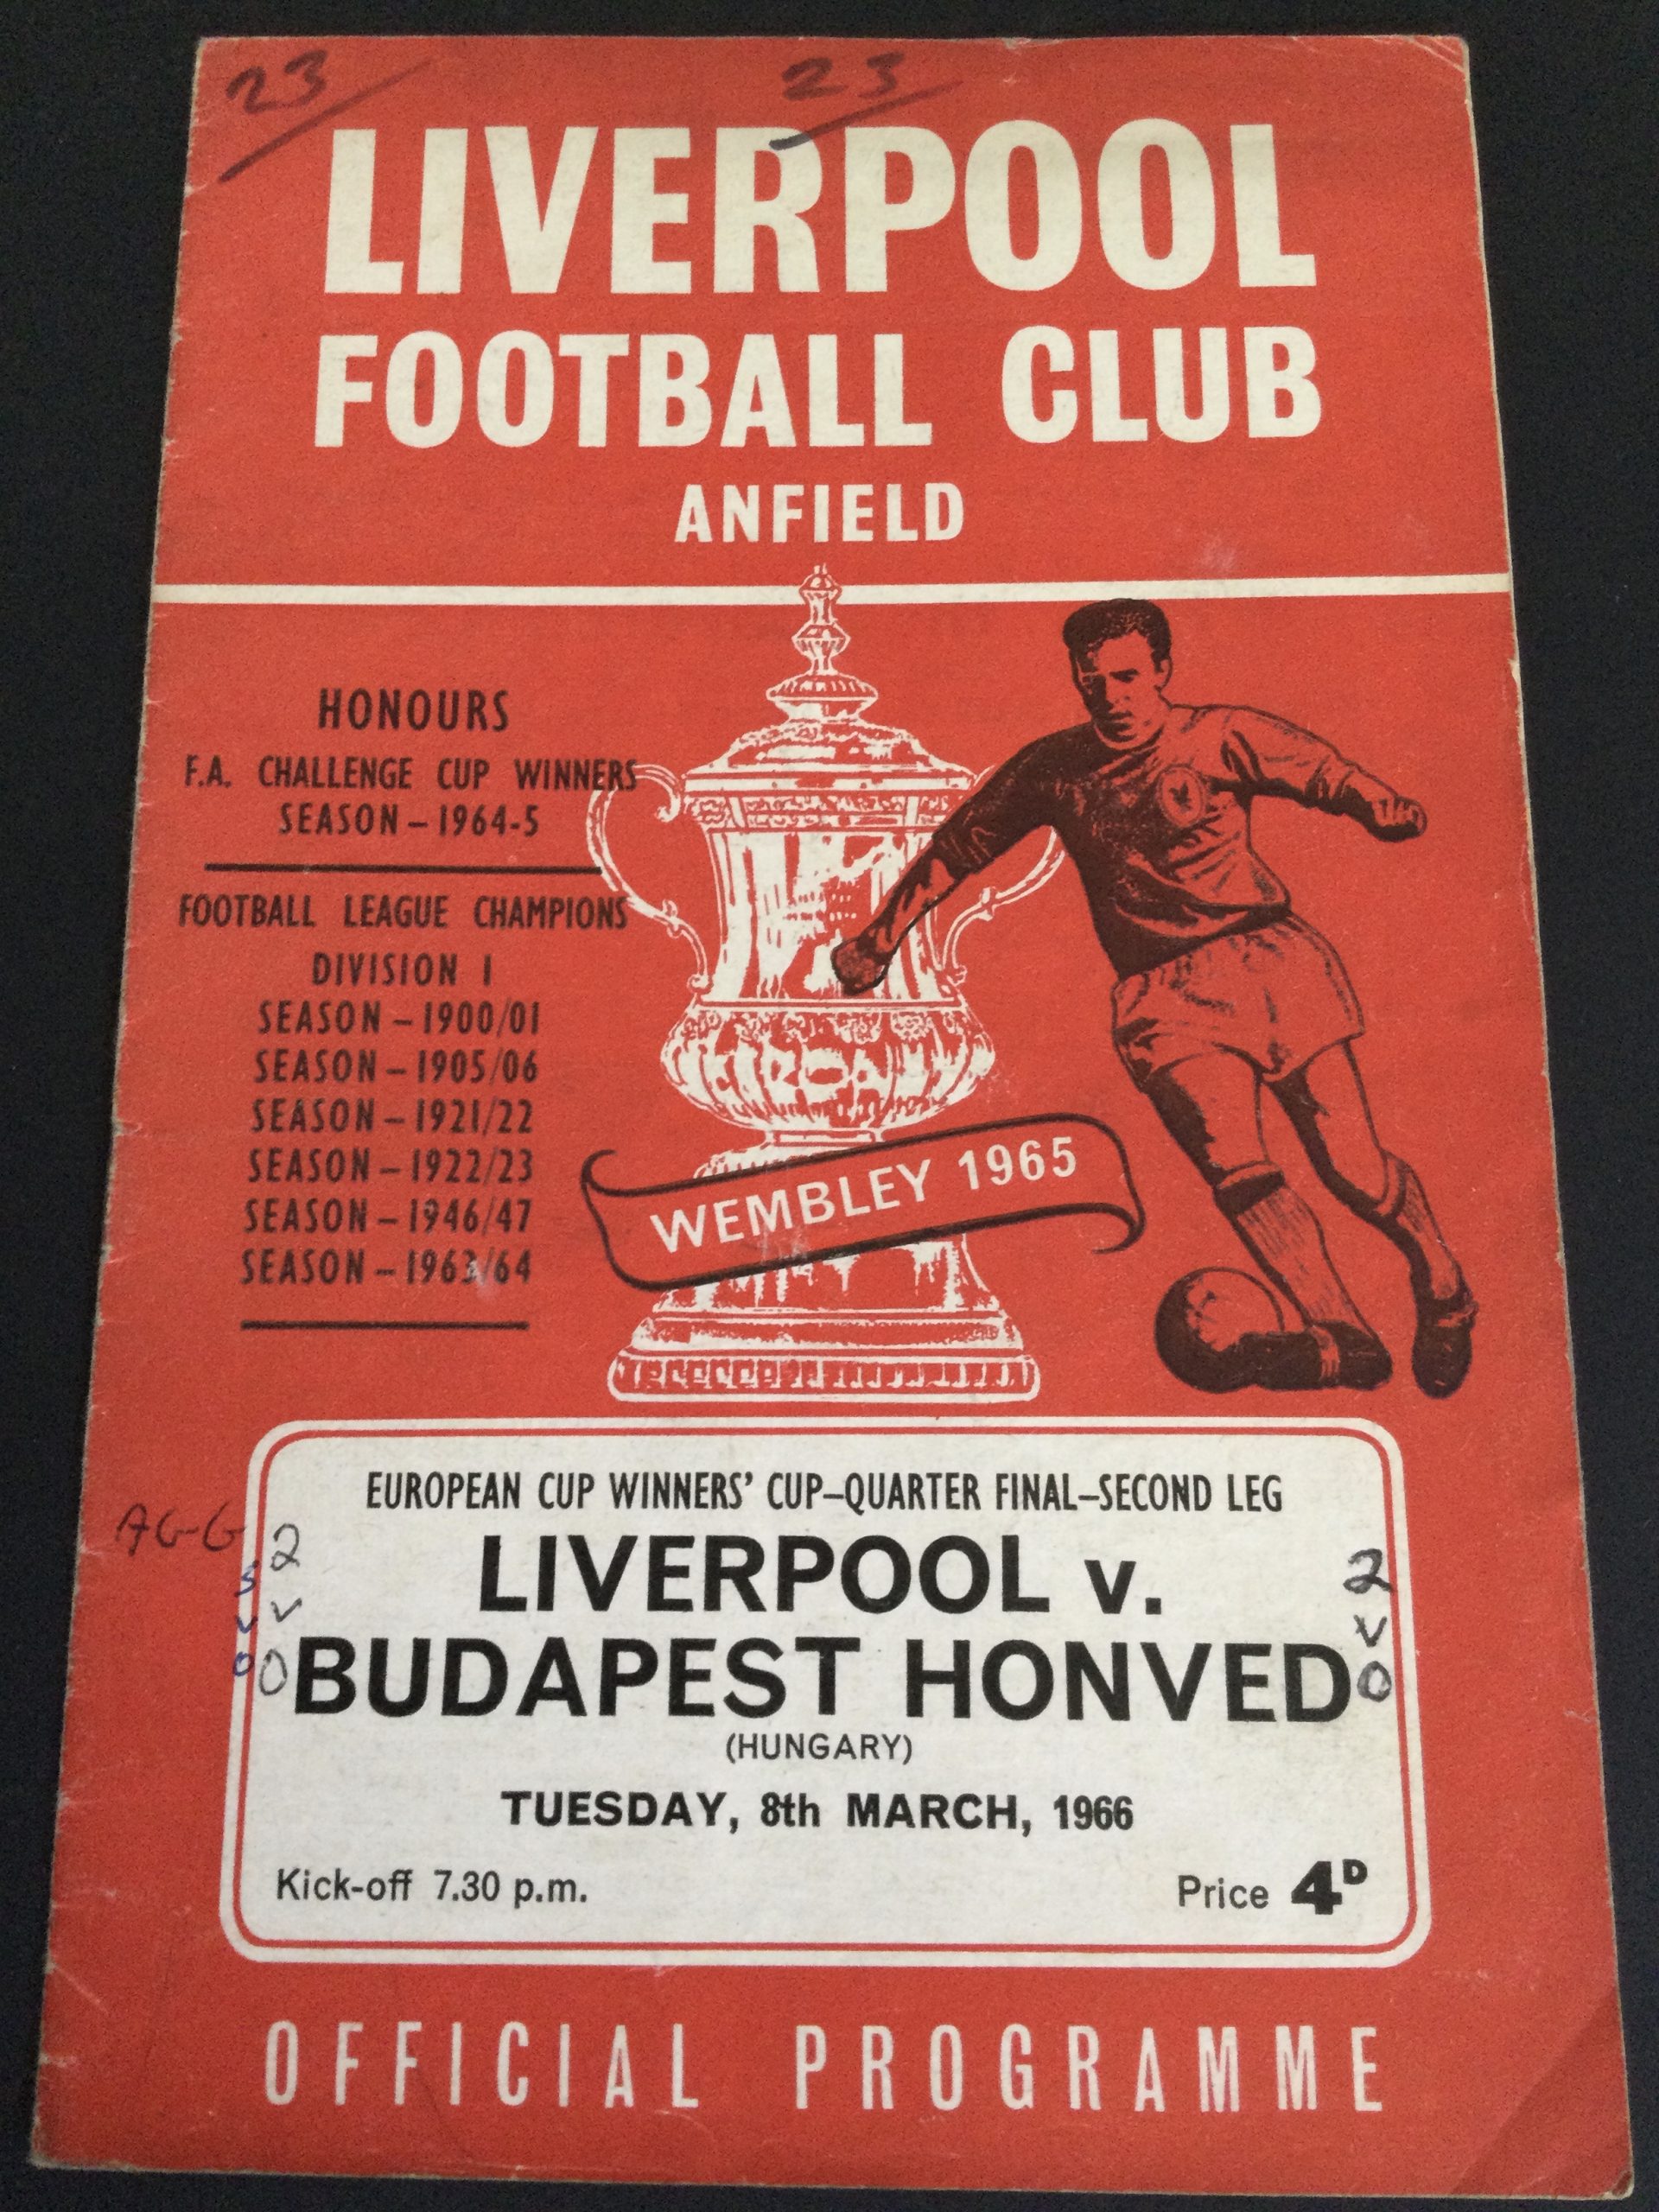 23 23
LIVERPOOL
FOOTBALL CLUB
ANFIELD
HONOURS
F.A. CHALLENGE CUP WINNERS
SEASON – 1964-5
FOOTBALL LEAGUE CHAMPIONS
DIVISION 1
SEASON – 1900/01
SEASON – 1905/06
SEASON – 1921/22
SEASON – 1922/23
SEASON – 1946/47
SEASON – 1963/64
WEMBLEY 1965
EUROPEAN CUP WINNERS' CUP–QUARTER FINAL–SECOND LEG
LIVERPOOL v.
BUDAPEST HONVED
(HUNGARY)
TUESDAY, 8th MARCH, 1966
Kick-off 7.30 p.m. Price 4D
AGG
2 v 0
2 v 0
OFFICIAL PROGRAMME